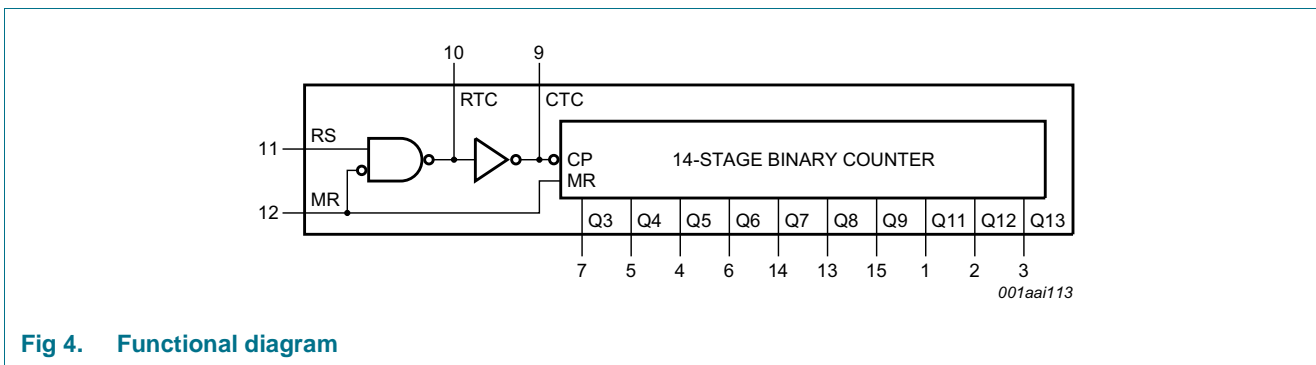 10 9
RTC CTC
11 RS
CP 14-STAGE BINARY COUNTER
MR
12 MR
Q3 Q4 Q5 Q6 Q7 Q8 Q9 Q11 Q12 Q13
7 5 4 6 14 13 15 1 2 3
001aai113
Fig 4. Functional diagram